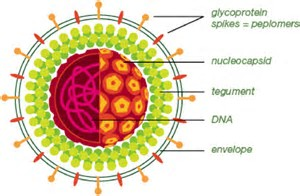 glycoprotein
spikes = peplomers
nucleocapsid
tegument
DNA
envelope